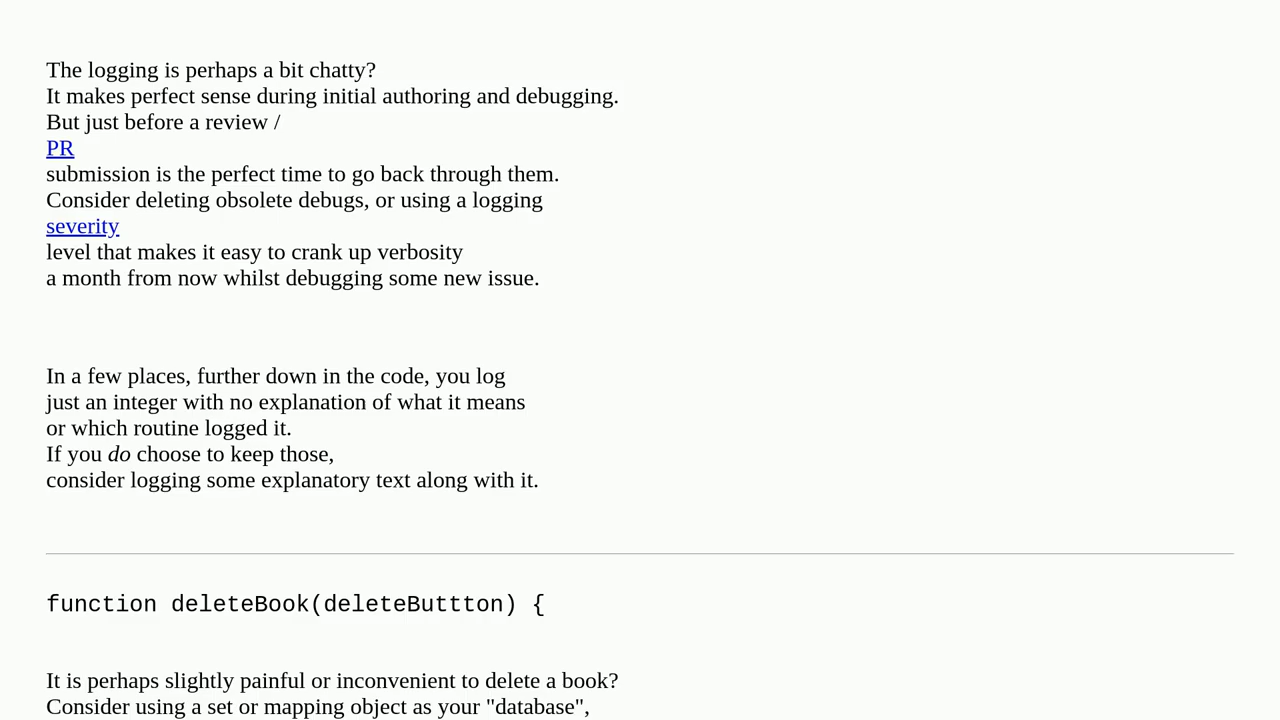 The logging is perhaps a bit chatty?
It makes perfect sense during initial authoring and debugging.
But just before a review /
PR
submission is the perfect time to go back through them.
Consider deleting obsolete debugs, or using a logging
severity
level that makes it easy to crank up verbosity
a month from now whilst debugging some new issue.
In a few places, further down in the code, you log
just an integer with no explanation of what it means
or which routine logged it.
If you do choose to keep those,
consider logging some explanatory text along with it.
function deleteBook(deleteButtton) {
It is perhaps slightly painful or inconvenient to delete a book?
Consider using a set or mapping object as your "database",